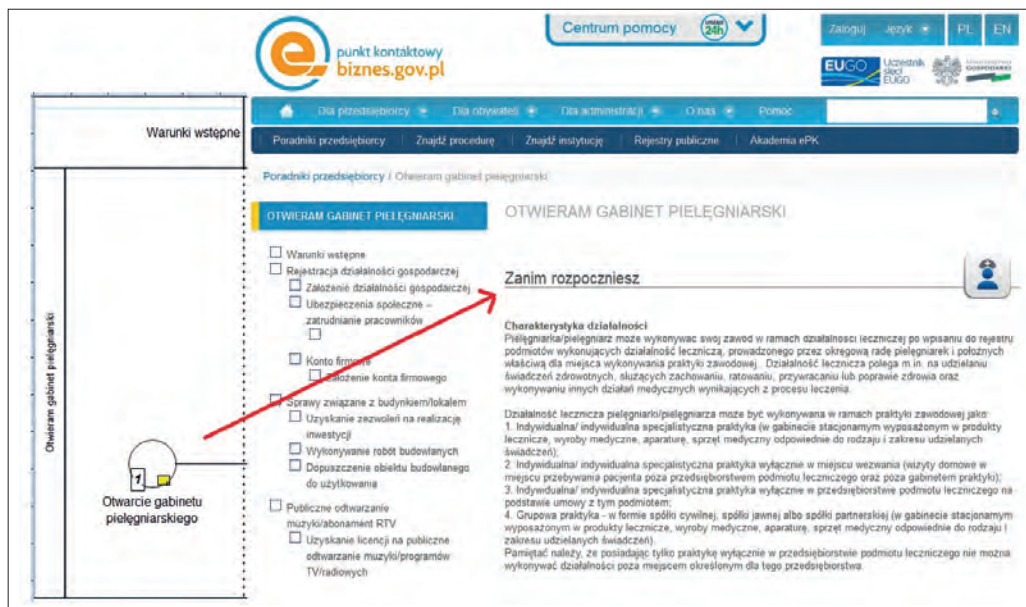 Centrum pomocy
24h
Zaloguj Język PL EN
punkt kontaktowy
biznes.gov.pl
EUGO Uczestnik
sieci
EUGO
GOSPODARKI
Dla przedsiębiorcy Dla obywateli Dla administracji O nas Pomoc
Poradniki przedsiębiorcy Znajdź procedurę Znajdź instytucję Rejestry publiczne Akademia ePK
Warunki wstępne
Otwieram gabinet pielęgniarski
1
Otwarcie gabinetu
pielęgniarskiego
Poradniki przedsiębiorcy / Otwieram gabinet pielęgniarski
OTWIERAM GABINET PIELĘGNIARSKI
Warunki wstępne
Rejestracja działalności gospodarczej
Założenie działalności gospodarczej
Ubezpieczenia społeczne –
zatrudnianie pracowników
Konto firmowe
Założenie konta firmowego
Sprawy związane z budynkiem/lokalem
Uzyskanie zezwoleń na realizację
inwestycji
Wykonywanie robót budowlanych
Dopuszczenie obiektu budowlanego
do użytkowania
Publiczne odtwarzanie
muzyki/abonament RTV
Uzyskanie licencji na publiczne
odtwarzanie muzyki/programów
TV/radiowych
OTWIERAM GABINET PIELĘGNIARSKI
Zanim rozpoczniesz
Charakterystyka działalności
Pielęgniarka/pielęgniarz może wykonywać swój zawód w ramach działalności leczniczej po wpisaniu do rejestru
podmiotów wykonujących działalność leczniczą, prowadzonego przez okręgową radę pielęgniarek i położnych
właściwą dla miejsca wykonywania praktyki zawodowej. Działalność lecznicza polega m.in. na udzielaniu
świadczeń zdrowotnych, służących zachowaniu, ratowaniu, przywracaniu lub poprawie zdrowia oraz
wykonywaniu innych działań medycznych wynikających z procesu leczenia.
Działalność lecznicza pielęgniarki/pielęgniarza może być wykonywana w ramach praktyki zawodowej jako:
1. Indywidualna/ indywidualna specjalistyczna praktyka (w gabinecie stacjonarnym wyposażonym w produkty
lecznicze, wyroby medyczne, aparaturę, sprzęt medyczny odpowiednie do rodzaju i zakresu udzielanych
świadczeń);
2. Indywidualna/ indywidualna specjalistyczna praktyka wyłącznie w miejscu wezwania (wizyty domowe w
miejscu przebywania pacjenta poza przedsiębiorstwem podmiotu leczniczego oraz poza gabinetem praktyki);
3. Indywidualna/ indywidualna specjalistyczna praktyka wyłącznie w przedsiębiorstwie podmiotu leczniczego na
podstawie umowy z tym podmiotem;
4. Grupowa praktyka - w formie spółki cywilnej, spółki jawnej albo spółki partnerskiej (w gabinecie stacjonarnym
wyposażonym w produkty lecznicze, wyroby medyczne, aparaturę, sprzęt medyczny odpowiednie do rodzaju i
zakresu udzielanych świadczeń).
Pamiętać należy, że posiadając tylko praktykę wyłącznie w przedsiębiorstwie podmiotu leczniczego nie można
wykonywać działalności poza miejscem określonym dla tego przedsiębiorstwa.